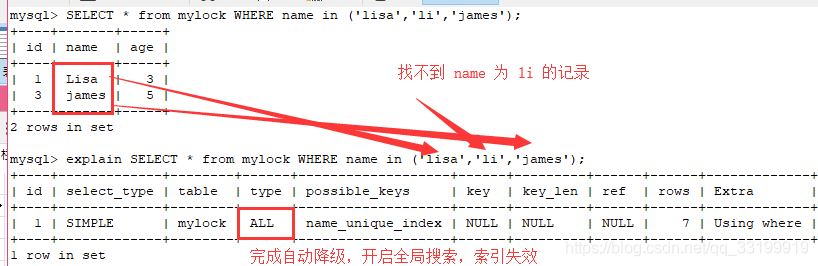 mysql> SELECT * from mylock WHERE name in ('lisa','li','james');
+----+-------+-----+
| id | name | age |
+----+-------+-----+
| 1 | Lisa | 3 |
| 3 | james | 5 |
+----+-------+-----+
2 rows in set
找不到 name 为 li 的记录
mysql> explain SELECT * from mylock WHERE name in ('lisa','li','james');
| id | select_type | table | type | possible_keys | key | key_len | ref | rows | Extra |
| 1 | SIMPLE | mylock | ALL | name_unique_index | NULL | NULL | NULL | 7 | Using where |
1 row in set
完成自动降级，开启全局搜索，索引失效
https://blog.csdn.net/qq_33199919